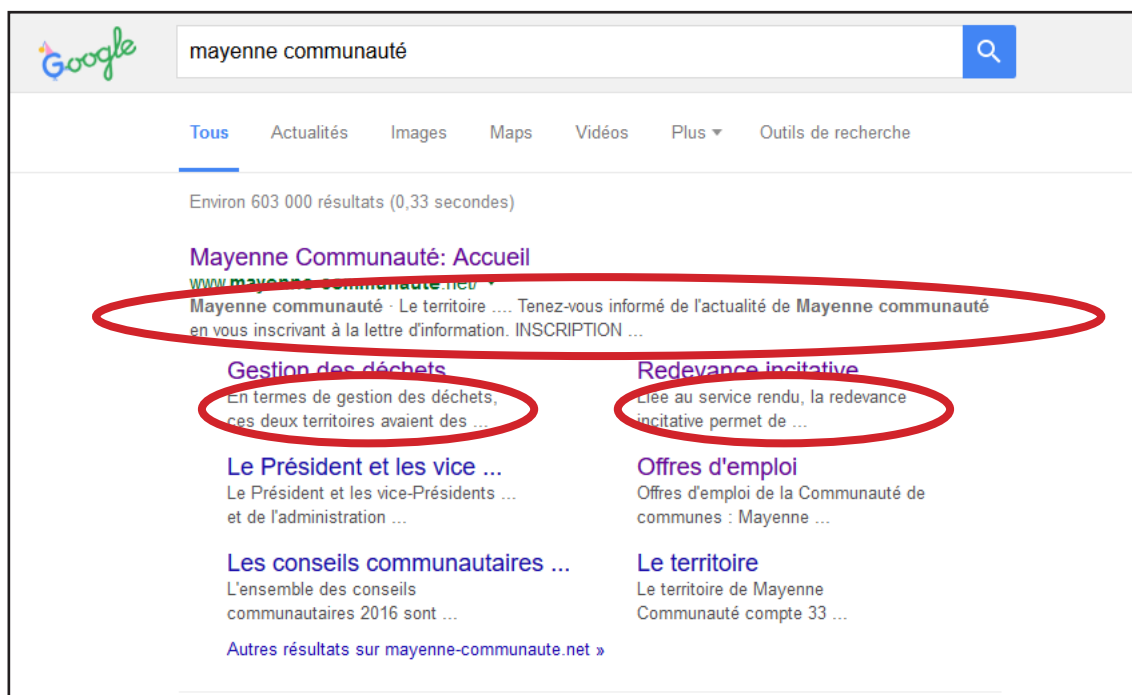 Google
mayenne communauté
Tous Actualités Images Maps Vidéos Plus Outils de recherche
Environ 603 000 résultats (0,33 secondes)
Mayenne Communauté: Accueil
www.mayenne-communaute.net/
Mayenne communauté · Le territoire .... Tenez-vous informé de l'actualité de Mayenne communauté
en vous inscrivant à la lettre d'information. INSCRIPTION ...
Gestion des déchets
En termes de gestion des déchets,
ces deux territoires avaient des ...
Redevance incitative
Liée au service rendu, la redevance
incitative permet de ...
Le Président et les vice ...
Le Président et les vice-Présidents ...
et de l'administration ...
Offres d'emploi
Offres d'emploi de la Communauté de
communes : Mayenne ...
Les conseils communautaires ...
L'ensemble des conseils
communautaires 2016 sont ...
Le territoire
Le territoire de Mayenne
Communauté compte 33 ...
Autres résultats sur mayenne-communaute.net »